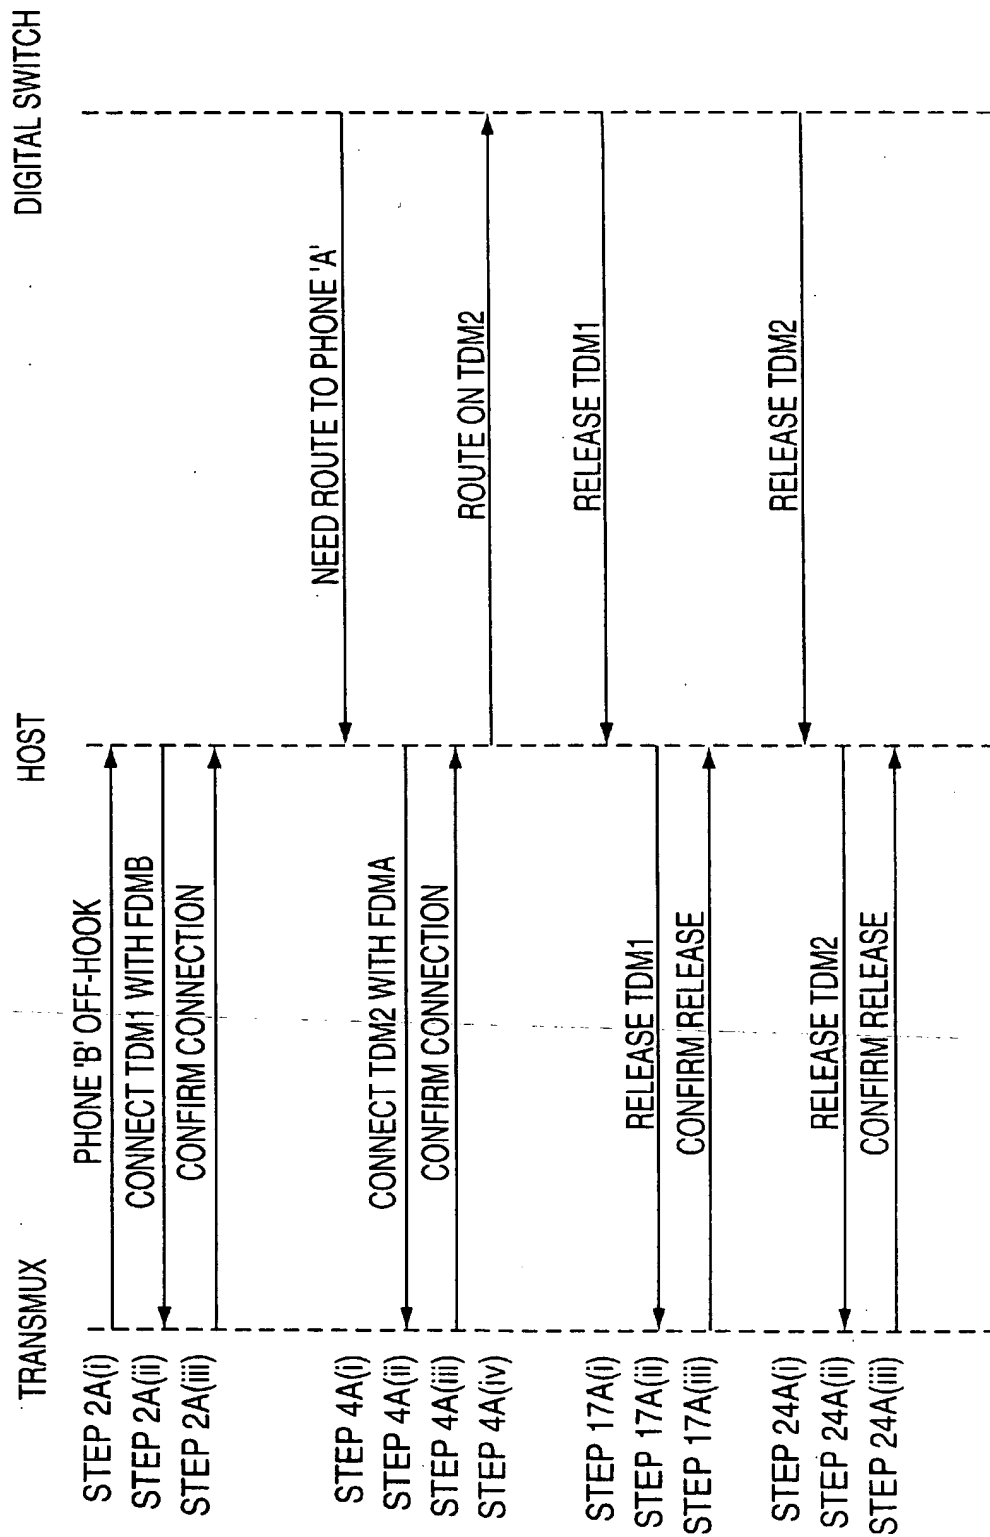 TRANSMUX
HOST
DIGITAL SWITCH
STEP 2A(i)
PHONE 'B' OFF-HOOK
STEP 2A(ii)
CONNECT TDM1 WITH FDMB
STEP 2A(iii)
CONFIRM CONNECTION
STEP 4A(i)
NEED ROUTE TO PHONE 'A'
STEP 4A(ii)
CONNECT TDM2 WITH FDMA
STEP 4A(iii)
CONFIRM CONNECTION
STEP 4A(iv)
ROUTE ON TDM2
STEP 17A(i)
RELEASE TDM1
STEP 17A(ii)
RELEASE TDM1
STEP 17A(iii)
CONFIRM RELEASE
STEP 24A(i)
RELEASE TDM2
STEP 24A(ii)
RELEASE TDM2
STEP 24A(iii)
CONFIRM RELEASE